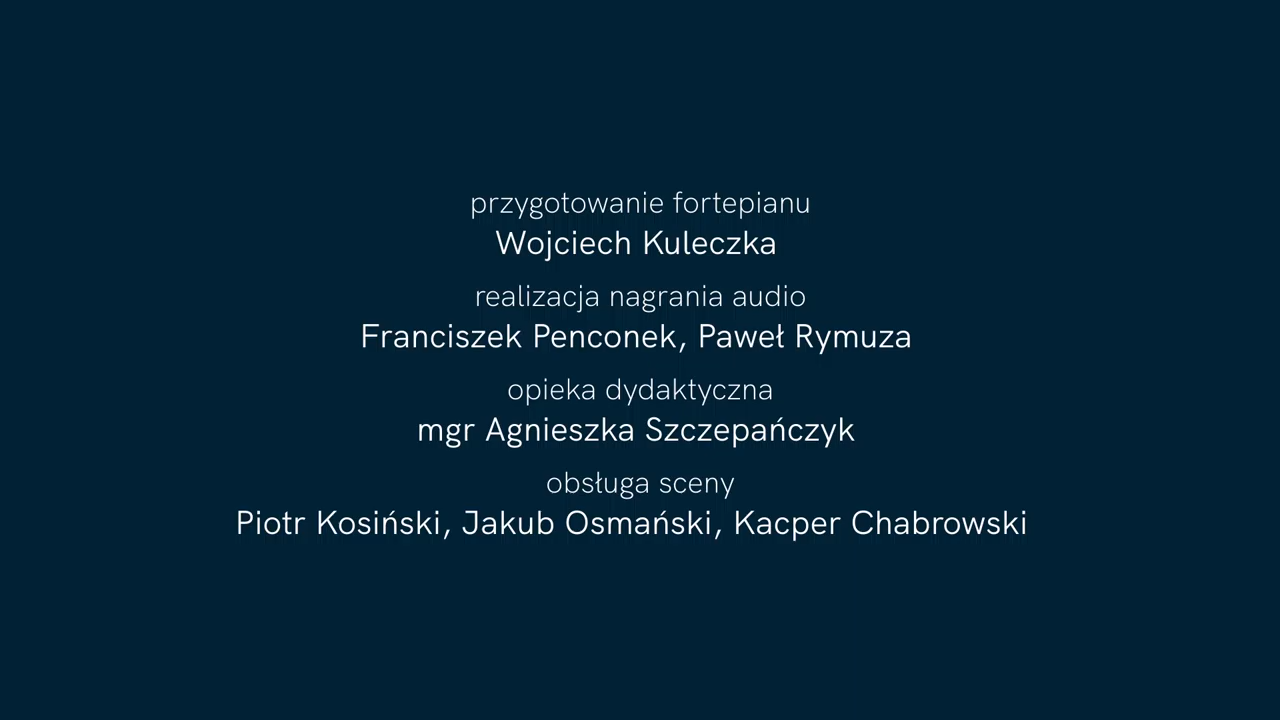 przygotowanie fortepianu
Wojciech Kuleczka
realizacja nagrania audio
Franciszek Penconek, Paweł Rymuza
opieka dydaktyczna
mgr Agnieszka Szczepańczyk
obsługa sceny
Piotr Kosiński, Jakub Osmański, Kacper Chabrowski